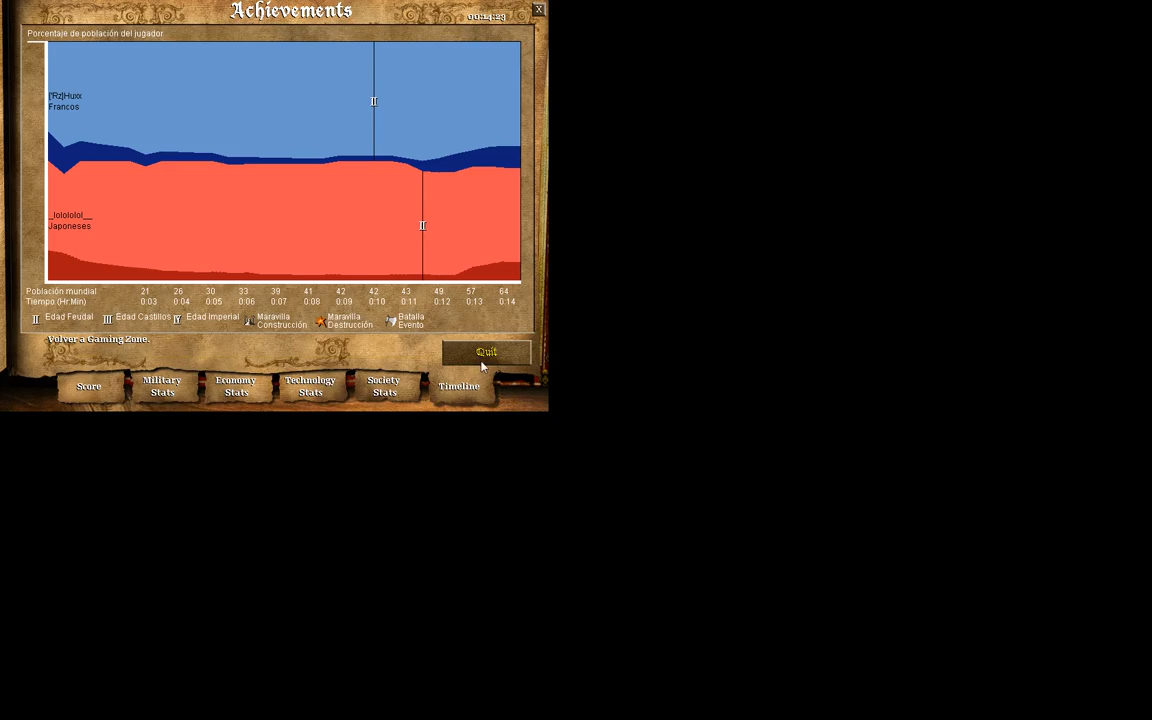 Achievements
00:14:23
X
Porcentaje de población del jugador
['Rz]Huxx
Francos
II
_lolololol__
Japoneses
II
Población mundial 21 26 30 33 39 41 42 42 43 49 57 64
Tiempo (Hr:Min) 0:03 0:04 0:05 0:06 0:07 0:08 0:09 0:10 0:11 0:12 0:13 0:14
II Edad Feudal III Edad Castillos IV Edad Imperial Maravilla Construcción Maravilla Destrucción Batalla Evento
Volver a Gaming Zone.
Quit
Score
Military Stats
Economy Stats
Technology Stats
Society Stats
Timeline